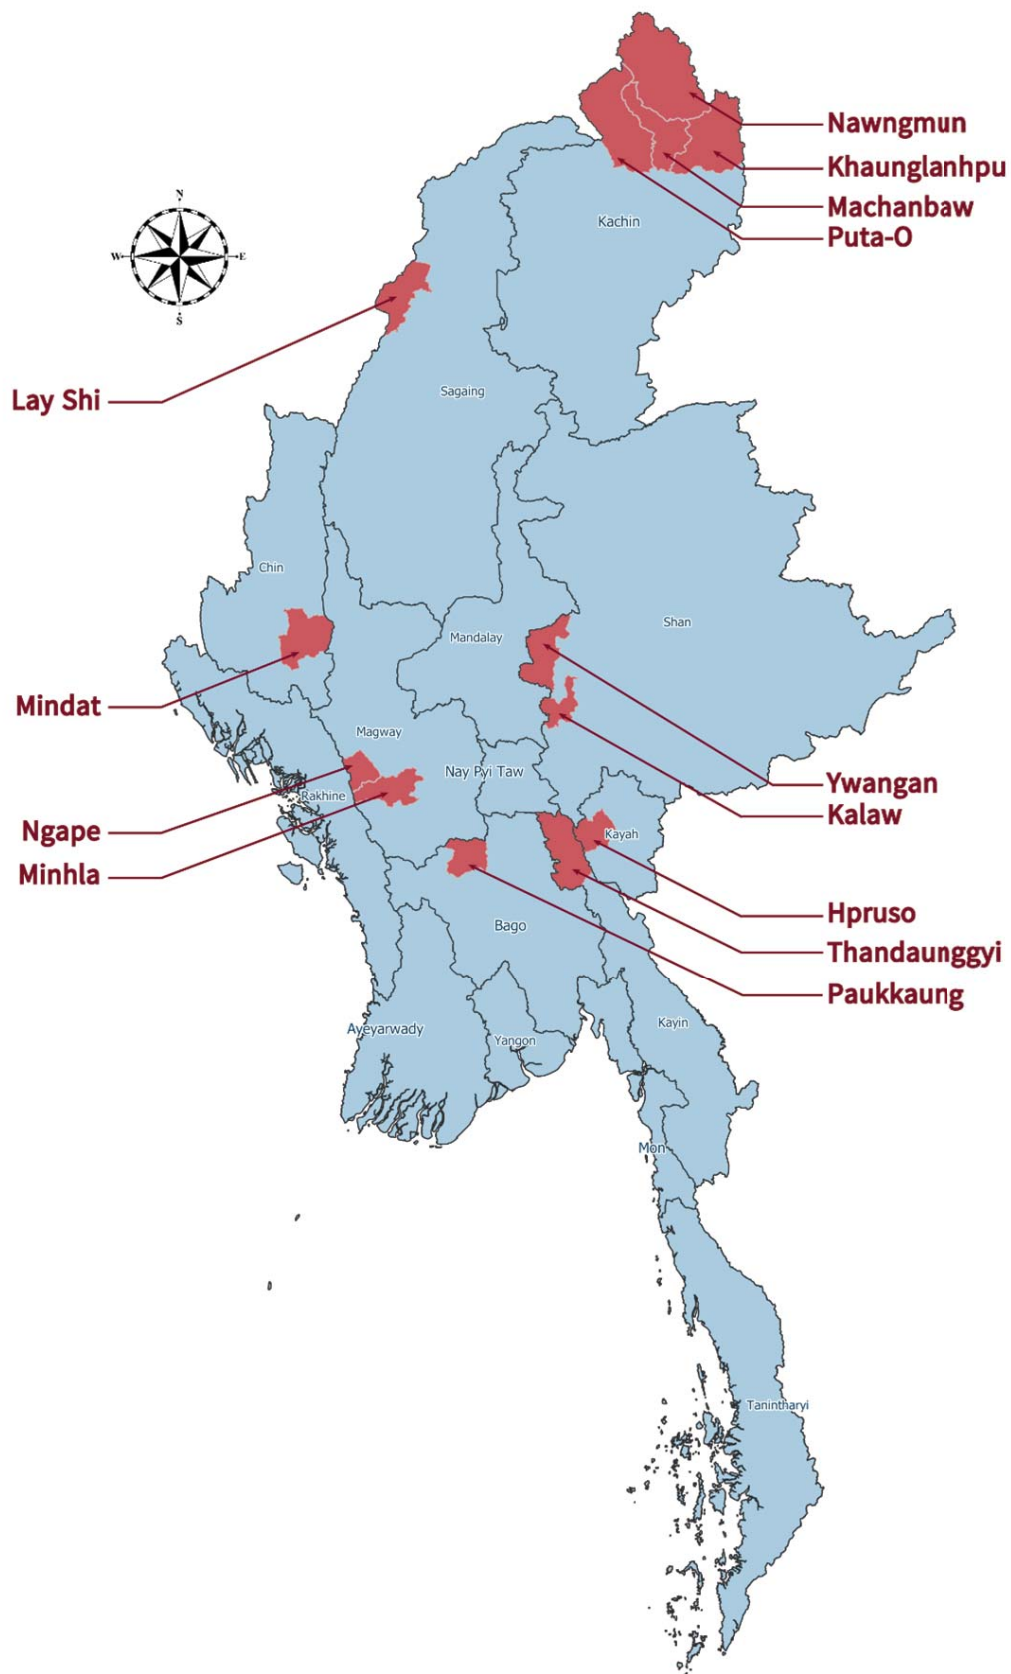 Nawngmun
Khaunglanhpu
Machanbaw
Puta-O
Kachin
N
W
E
S
Sagaing
Lay Shi
Chin
Shan
Mandalay
Mindat
Magway
Nay Pyi Taw
Ywangan
Rakhine
Kalaw
Ngape
Kayah
Minhla
Hpruso
Bago
Thandaunggyi
Paukkaung
Kayin
Ayeyarwady
Yangon
Mon
Tanintharyi